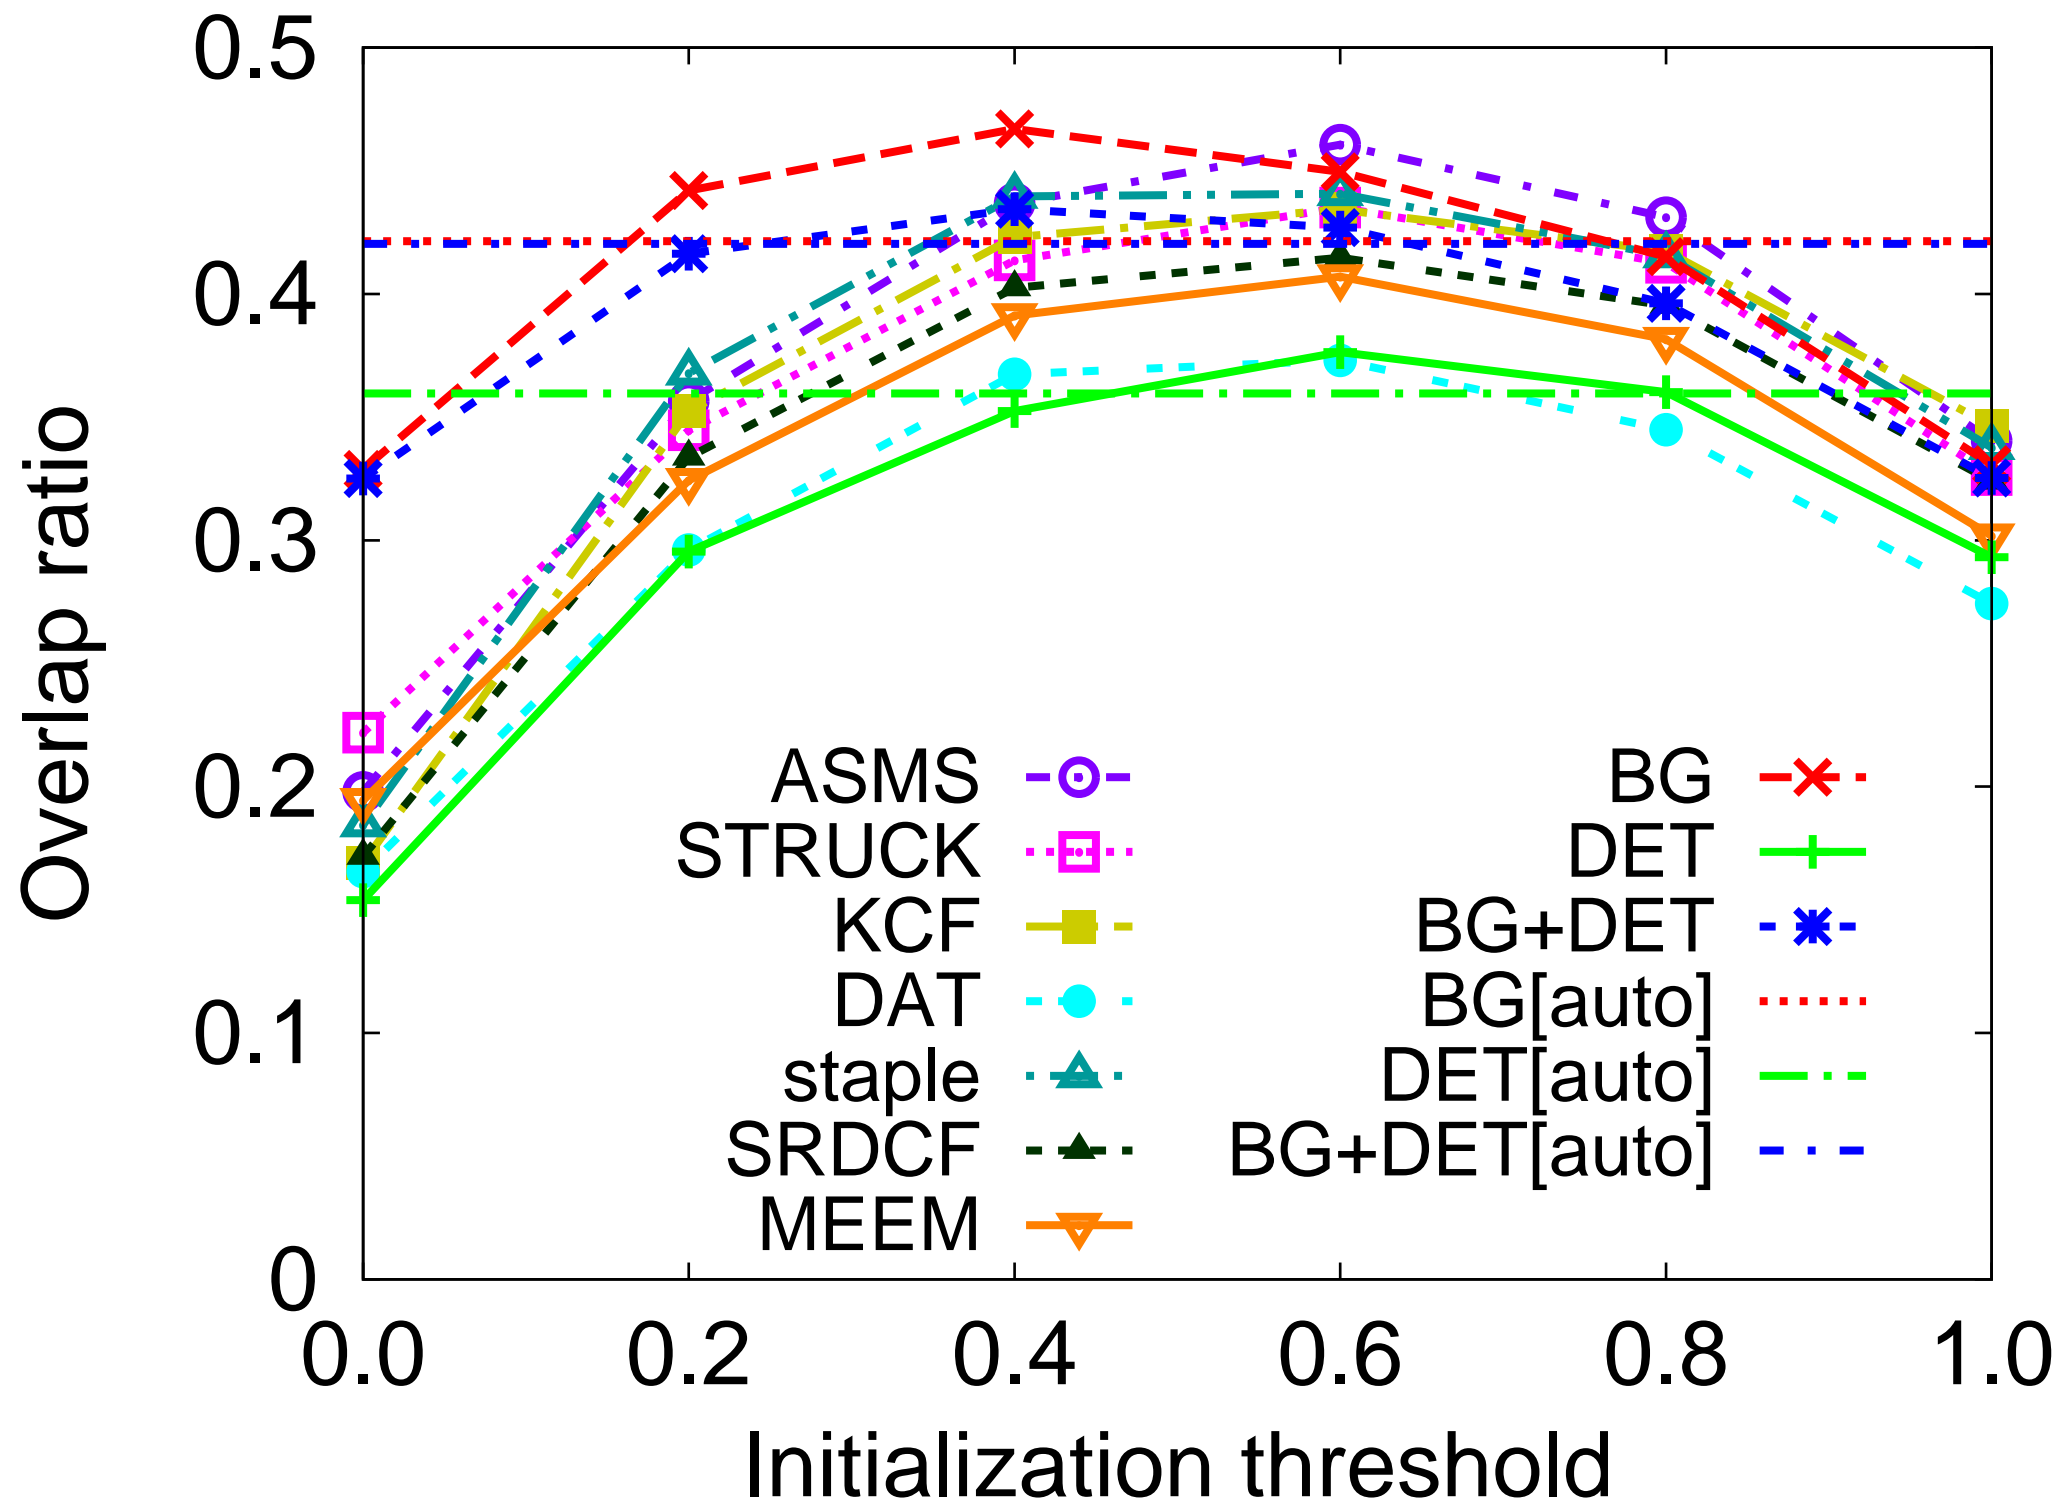 0.5
0.4
0.3
0.2
0.1
0
Overlap ratio
0.0 0.2 0.4 0.6 0.8 1.0
Initialization threshold
ASMS
STRUCK
KCF
DAT
staple
SRDCF
MEEM
BG
DET
BG+DET
BG[auto]
DET[auto]
BG+DET[auto]